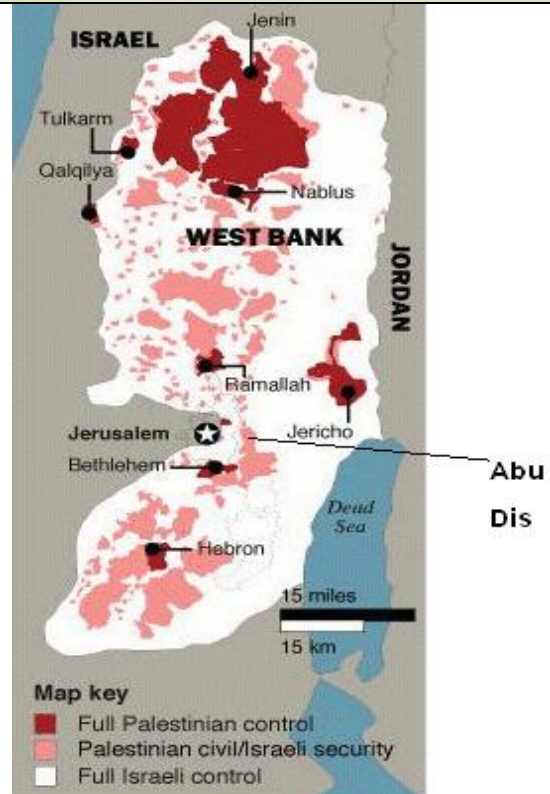 Jenin
ISRAEL
Tulkarm
Qalqilya
Nablus
WEST BANK
JORDAN
Ramallah
Jerusalem
Jericho
Bethlehem
Abu
Dis
Dead
Sea
Hebron
15 miles
15 km
Map key
Full Palestinian control
Palestinian civil/Israeli security
Full Israeli control